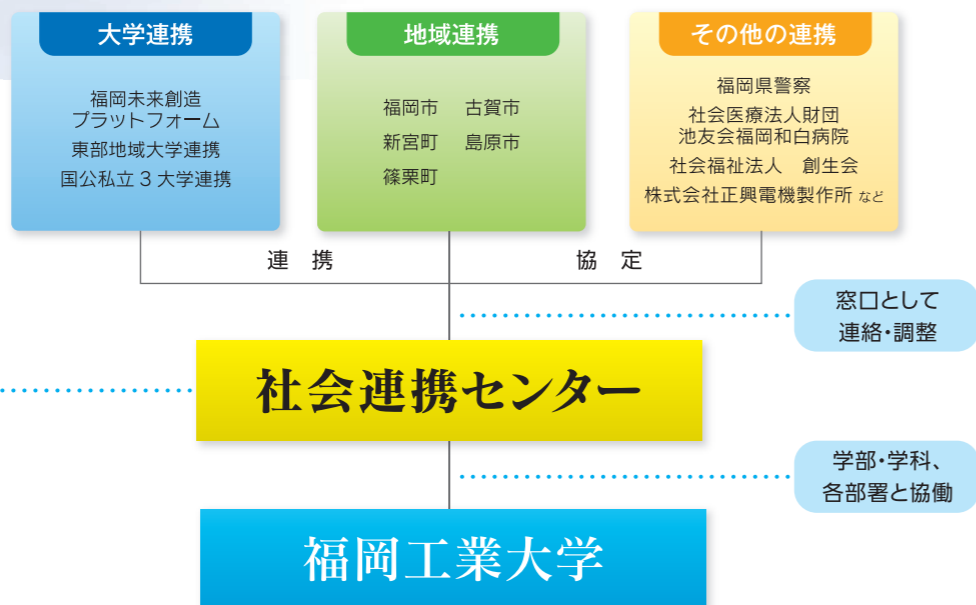 大学連携
福岡未来創造
プラットフォーム
東部地域大学連携
国公私立3大学連携
地域連携
福岡市 古賀市
新宮町 島原市
篠栗町
その他の連携
福岡県警察
社会医療法人財団
池友会福岡和白病院
社会福祉法人 創生会
株式会社正興電機製作所 など
連 携
協 定
窓口として
連絡・調整
社会連携センター
学部・学科、
各部署と協働
福岡工業大学